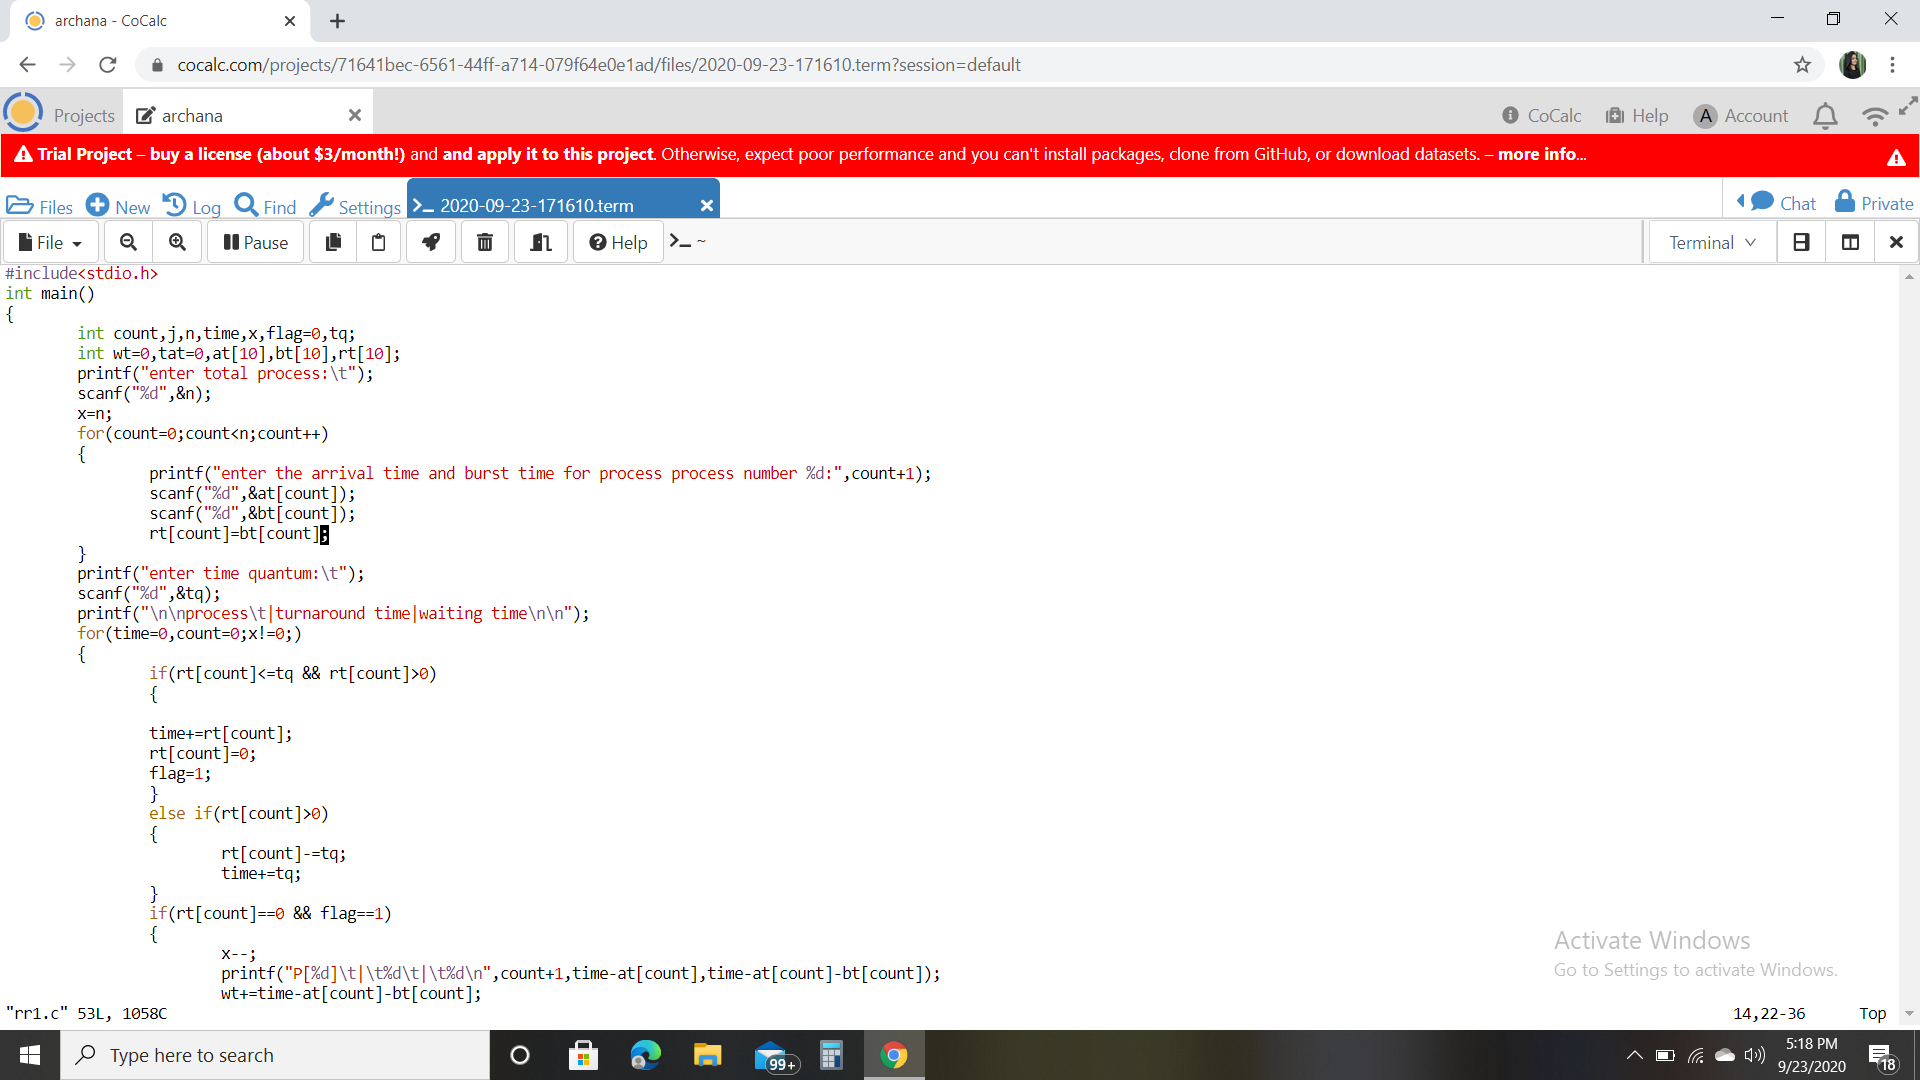 archana - CoCalc
cocalc.com/projects/71641bec-6561-44ff-a714-079f64e0e1ad/files/2020-09-23-171610.term?session=default
Projects archana CoCalc Help A Account
Trial Project – buy a license (about $3/month!) and and apply it to this project. Otherwise, expect poor performance and you can't install packages, clone from GitHub, or download datasets. – more info...
Files New Log Find Settings >_ 2020-09-23-171610.term Chat Private
File Pause Help >_ ~ Terminal
#include<stdio.h>
int main()
{
int count,j,n,time,x,flag=0,tq;
int wt=0,tat=0,at[10],bt[10],rt[10];
printf("enter total process:\t");
scanf("%d",&n);
x=n;
for(count=0;count<n;count++)
{
printf("enter the arrival time and burst time for process process number %d:",count+1);
scanf("%d",&at[count]);
scanf("%d",&bt[count]);
rt[count]=bt[count];
}
printf("enter time quantum:\t");
scanf("%d",&tq);
printf("\n\nprocess\t|turnaround time|waiting time\n\n");
for(time=0,count=0;x!=0;)
{
if(rt[count]<=tq && rt[count]>0)
{
time+=rt[count];
rt[count]=0;
flag=1;
}
else if(rt[count]>0)
{
rt[count]-=tq;
time+=tq;
}
if(rt[count]==0 && flag==1)
{
x--;
printf("P[%d]\t|\t%d\t|\t%d\n",count+1,time-at[count],time-at[count]-bt[count]);
wt+=time-at[count]-bt[count];
"rr1.c" 53L, 1058C 14,22-36 Top
Activate Windows
Go to Settings to activate Windows.
Type here to search
99+
5:18 PM
9/23/2020
18